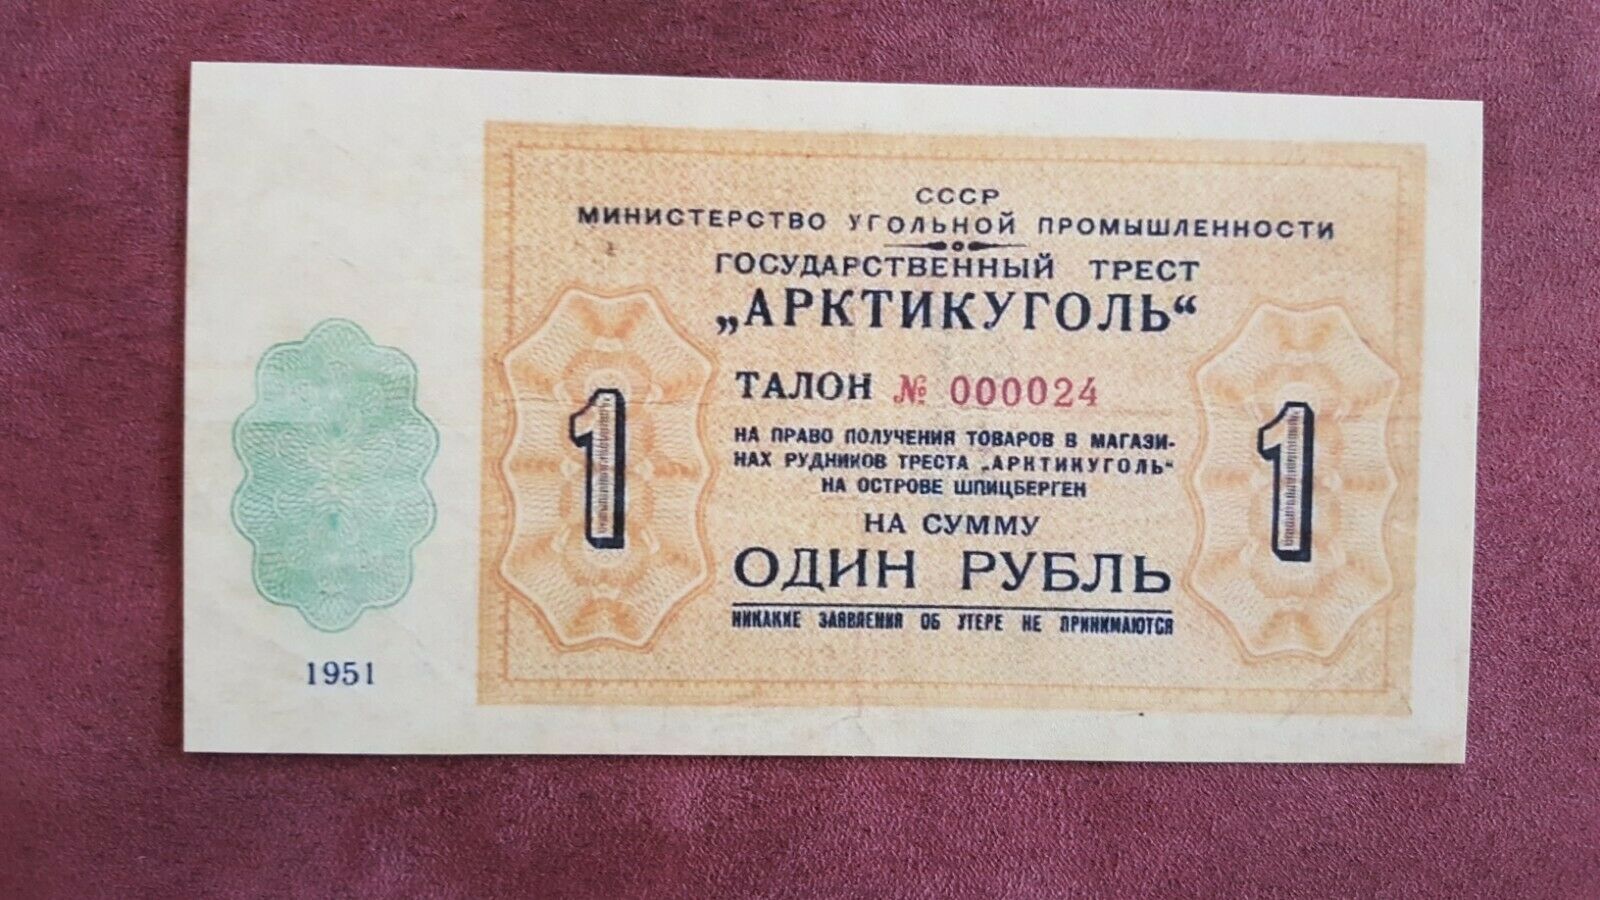 СССР
МИНИСТЕРСТВО УГОЛЬНОЙ ПРОМЫШЛЕННОСТИ
ГОСУДАРСТВЕННЫЙ ТРЕСТ
„АРКТИКУГОЛЬ“
ТАЛОН № 000024
НА ПРАВО ПОЛУЧЕНИЯ ТОВАРОВ В МАГАЗИ-
НАХ РУДНИКОВ ТРЕСТА „АРКТИКУГОЛЬ“
НА ОСТРОВЕ ШПИЦБЕРГЕН
1
1
НА СУММУ
ОДИН РУБЛЬ
НИКАКИЕ ЗАЯВЛЕНИЯ ОБ УТЕРЕ НЕ ПРИНИМАЮТСЯ
1951